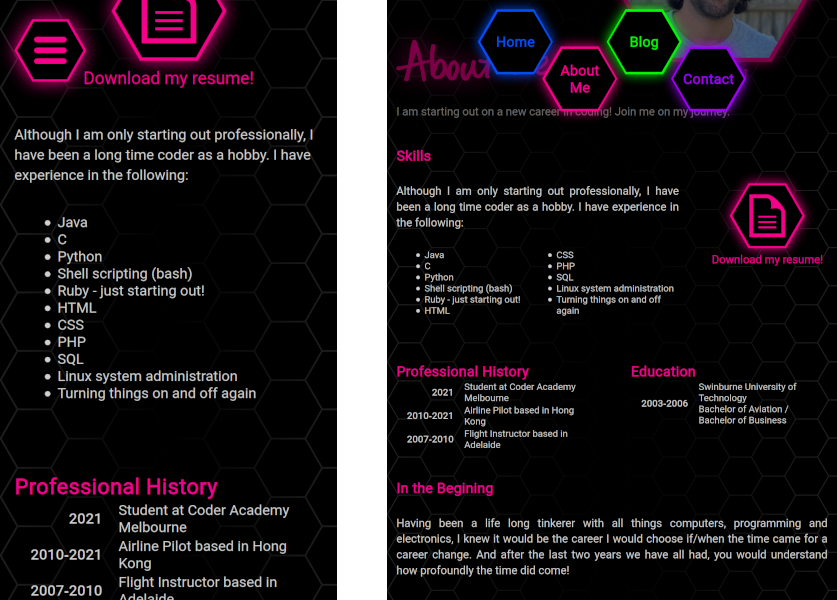 Download my resume!
Although I am only starting out professionally, I
have been a long time coder as a hobby. I have
experience in the following:
Java
C
Python
Shell scripting (bash)
Ruby - just starting out!
HTML
CSS
PHP
SQL
Linux system administration
Turning things on and off again
Professional History
2021 Student at Coder Academy
Melbourne
2010-2021 Airline Pilot based in Hong
Kong
2007-2010 Flight Instructor based in
Adelaide
Home
Blog
About
Me
Contact
About
I am starting out on a new career in coding! Join me on my journey.
Skills
Although I am only starting out professionally, I have
been a long time coder as a hobby. I have experience in
the following:
Java
C
Python
Shell scripting (bash)
Ruby - just starting out!
HTML
CSS
PHP
SQL
Linux system administration
Turning things on and off
again
Download my resume!
Professional History
2021 Student at Coder Academy
Melbourne
2010-2021 Airline Pilot based in Hong
Kong
2007-2010 Flight Instructor based in
Adelaide
Education
2003-2006 Swinburne University of
Technology
Bachelor of Aviation /
Bachelor of Business
In the Begining
Having been a life long tinkerer with all things computers, programming and
electronics, I knew it would be the career I would choose if/when the time came for a
career change. And after the last two years we have all had, you would understand
how profoundly the time did come!